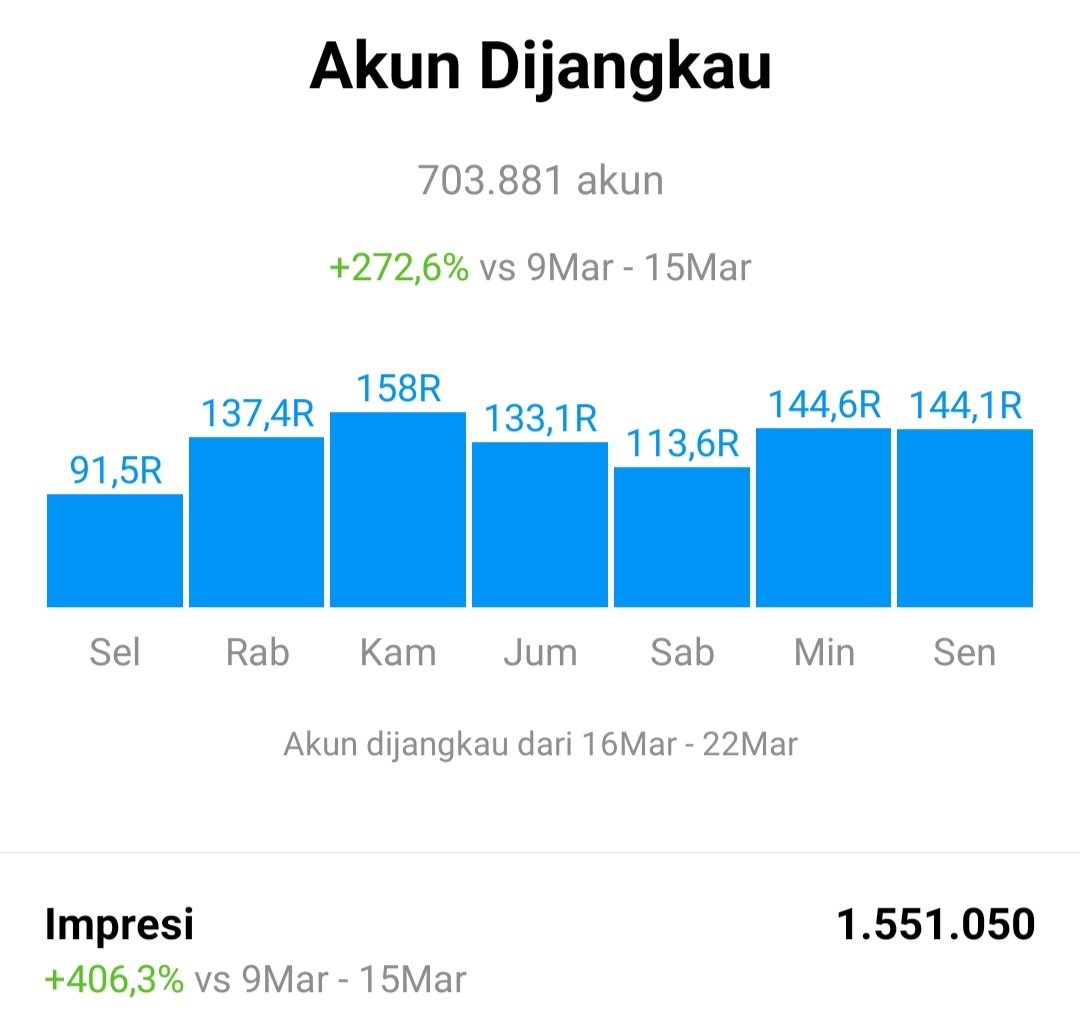 Akun Dijangkau
703.881 akun
+272,6% vs 9Mar - 15Mar
91,5R 137,4R 158R 133,1R 113,6R 144,6R 144,1R
Sel Rab Kam Jum Sab Min Sen
Akun dijangkau dari 16Mar - 22Mar
Impresi 1.551.050
+406,3% vs 9Mar - 15Mar